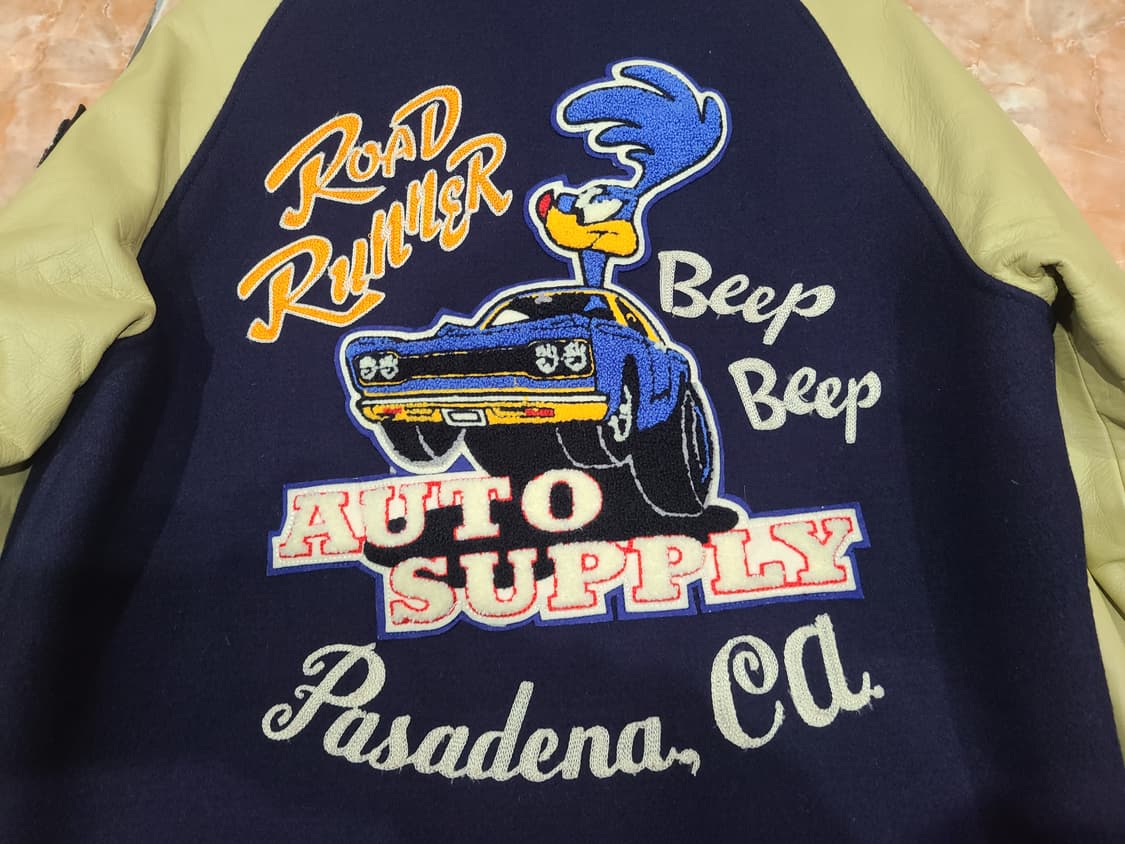 Road
Runner
Beep
Beep
AUTO
SUPPLY
Pasadena, Ca.